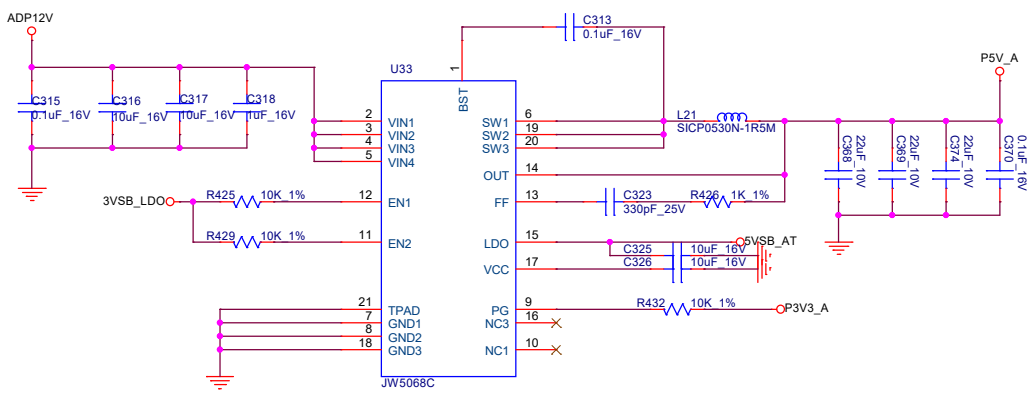 ADP12V
C315
0.1uF_16V
C316
10uF_16V
C317
10uF_16V
C318
1uF_16V
3VSB_LDO
R425
10K_1%
R429
10K_1%
U33
1
BST
2
VIN1
3
VIN2
4
VIN3
5
VIN4
12
EN1
11
EN2
21
TPAD
7
GND1
8
GND2
18
GND3
JW5068C
SW1
6
SW2
19
SW3
20
OUT
14
FF
13
LDO
15
VCC
17
PG
9
NC3
16
NC1
10
C313
0.1uF_16V
L21
SICP0530N-1R5M
C323
330pF_25V
R426
1K_1%
5VSB_AT
C325
10uF_16V
C326
10uF_16V
R432
10K_1%
P3V3_A
P5V_A
22uF_10V
C368
22uF_10V
C369
22uF_10V
C374
0.1uF_16V
C370